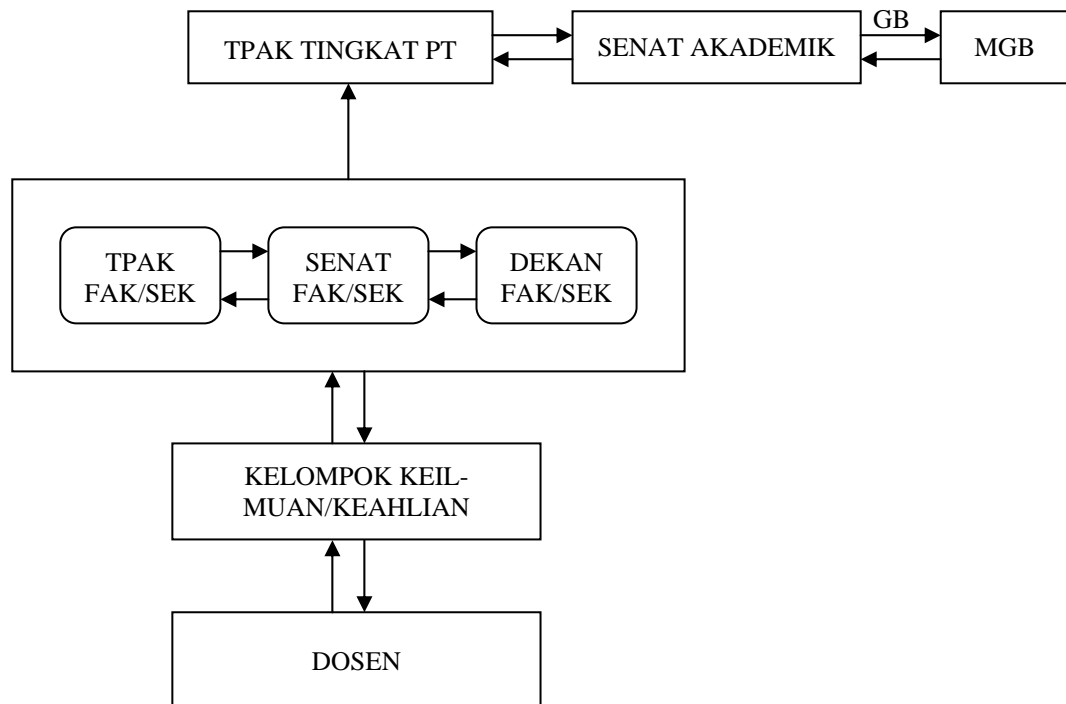 TPAK TINGKAT PT
SENAT AKADEMIK
GB
MGB
TPAK
FAK/SEK
SENAT
FAK/SEK
DEKAN
FAK/SEK
KELOMPOK KEIL-
MUAN/KEAHLIAN
DOSEN